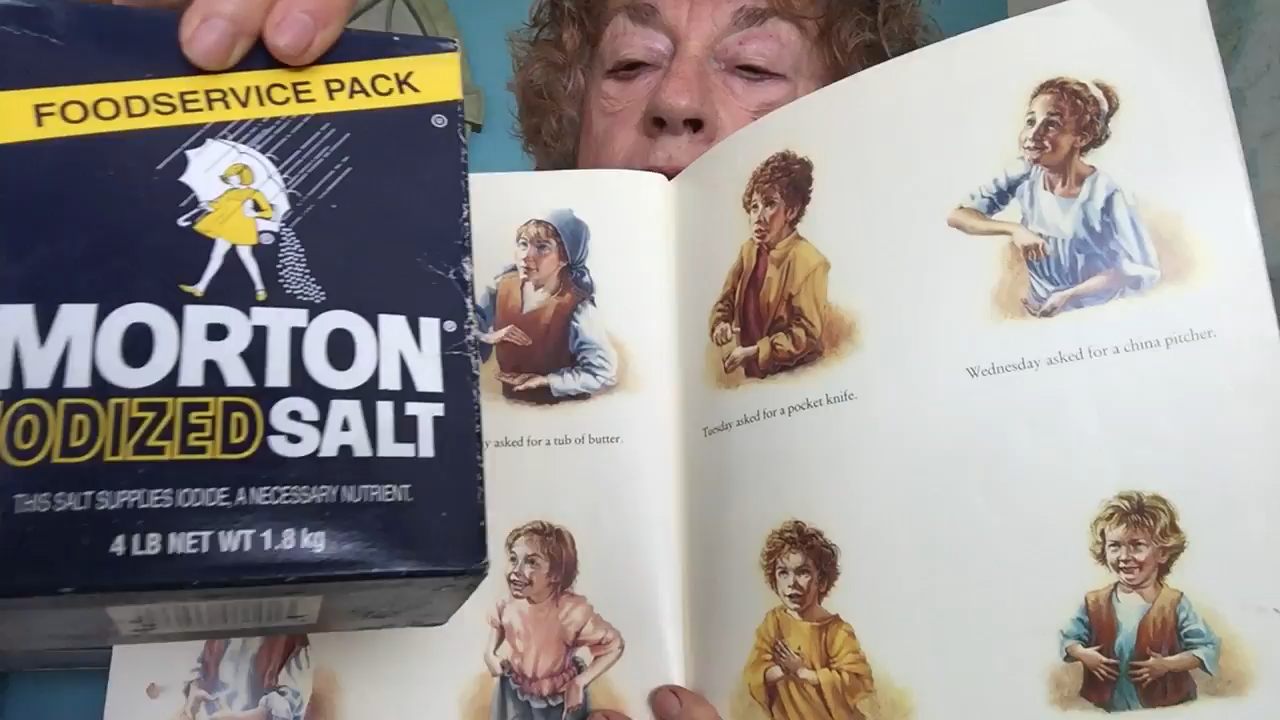 FOODSERVICE PACK
MORTON®
IODIZED SALT
THIS SALT SUPPLIES IODIDE, A NECESSARY NUTRIENT.
4 LB NET WT 1.8 kg
asked for a tub of butter.
Tuesday asked for a pocket knife.
Wednesday asked for a china pitcher.